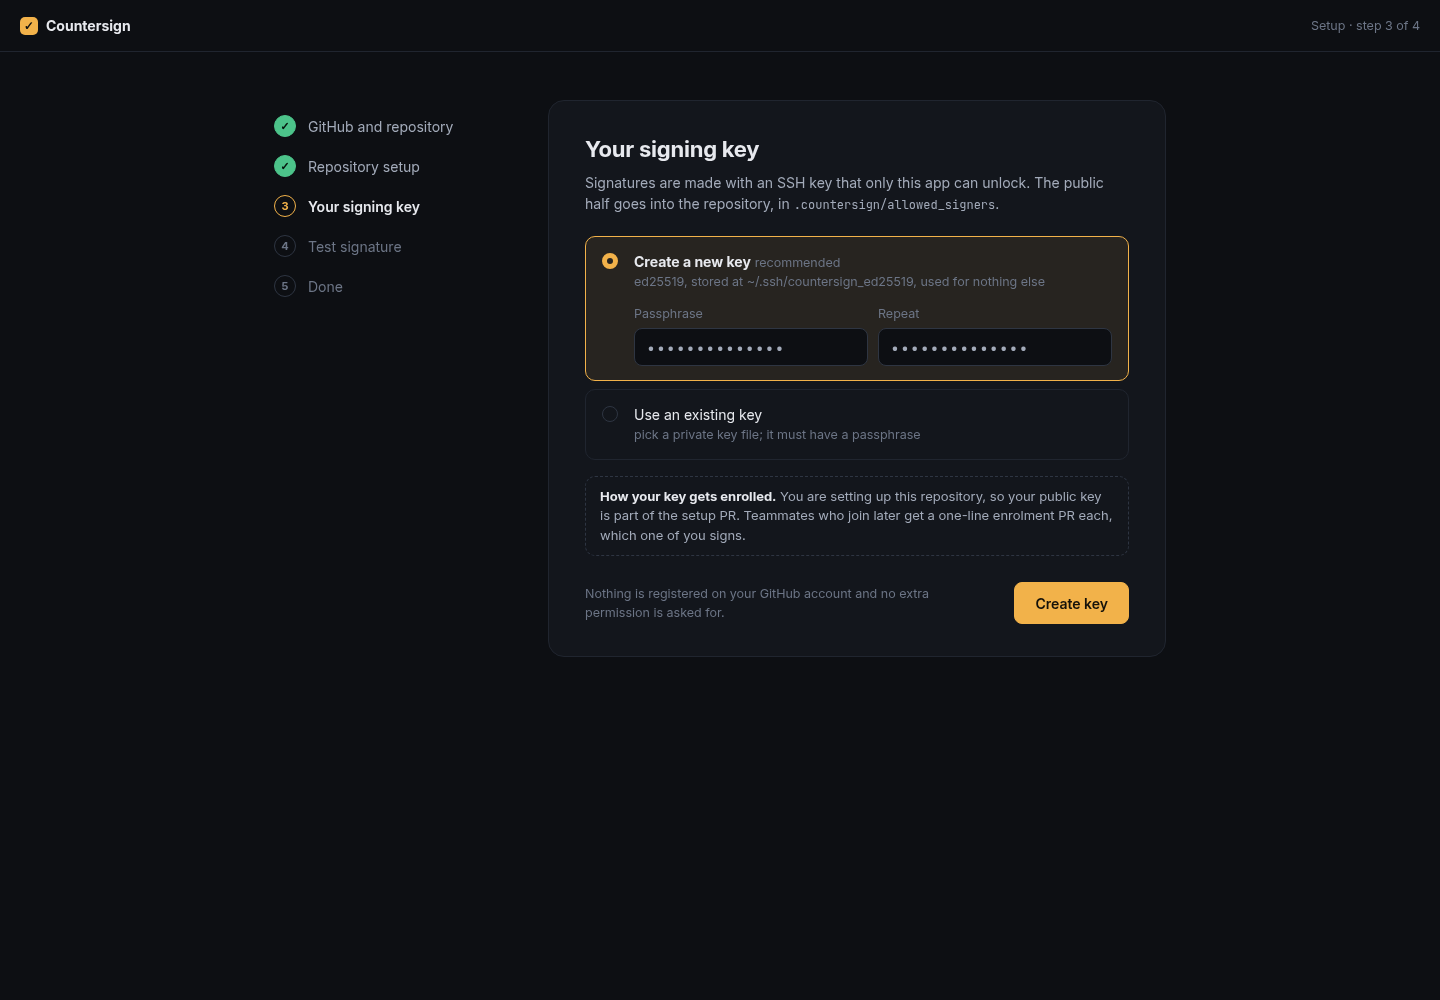 ✓ Countersign
Setup · step 3 of 4
✓ GitHub and repository
✓ Repository setup
3 Your signing key
4 Test signature
5 Done
Your signing key
Signatures are made with an SSH key that only this app can unlock. The public
half goes into the repository, in .countersign/allowed_signers.
Create a new key recommended
ed25519, stored at ~/.ssh/countersign_ed25519, used for nothing else
Passphrase
Repeat
••••••••••••••
••••••••••••••
Use an existing key
pick a private key file; it must have a passphrase
How your key gets enrolled. You are setting up this repository, so your public key
is part of the setup PR. Teammates who join later get a one-line enrolment PR each,
which one of you signs.
Nothing is registered on your GitHub account and no extra
permission is asked for.
Create key